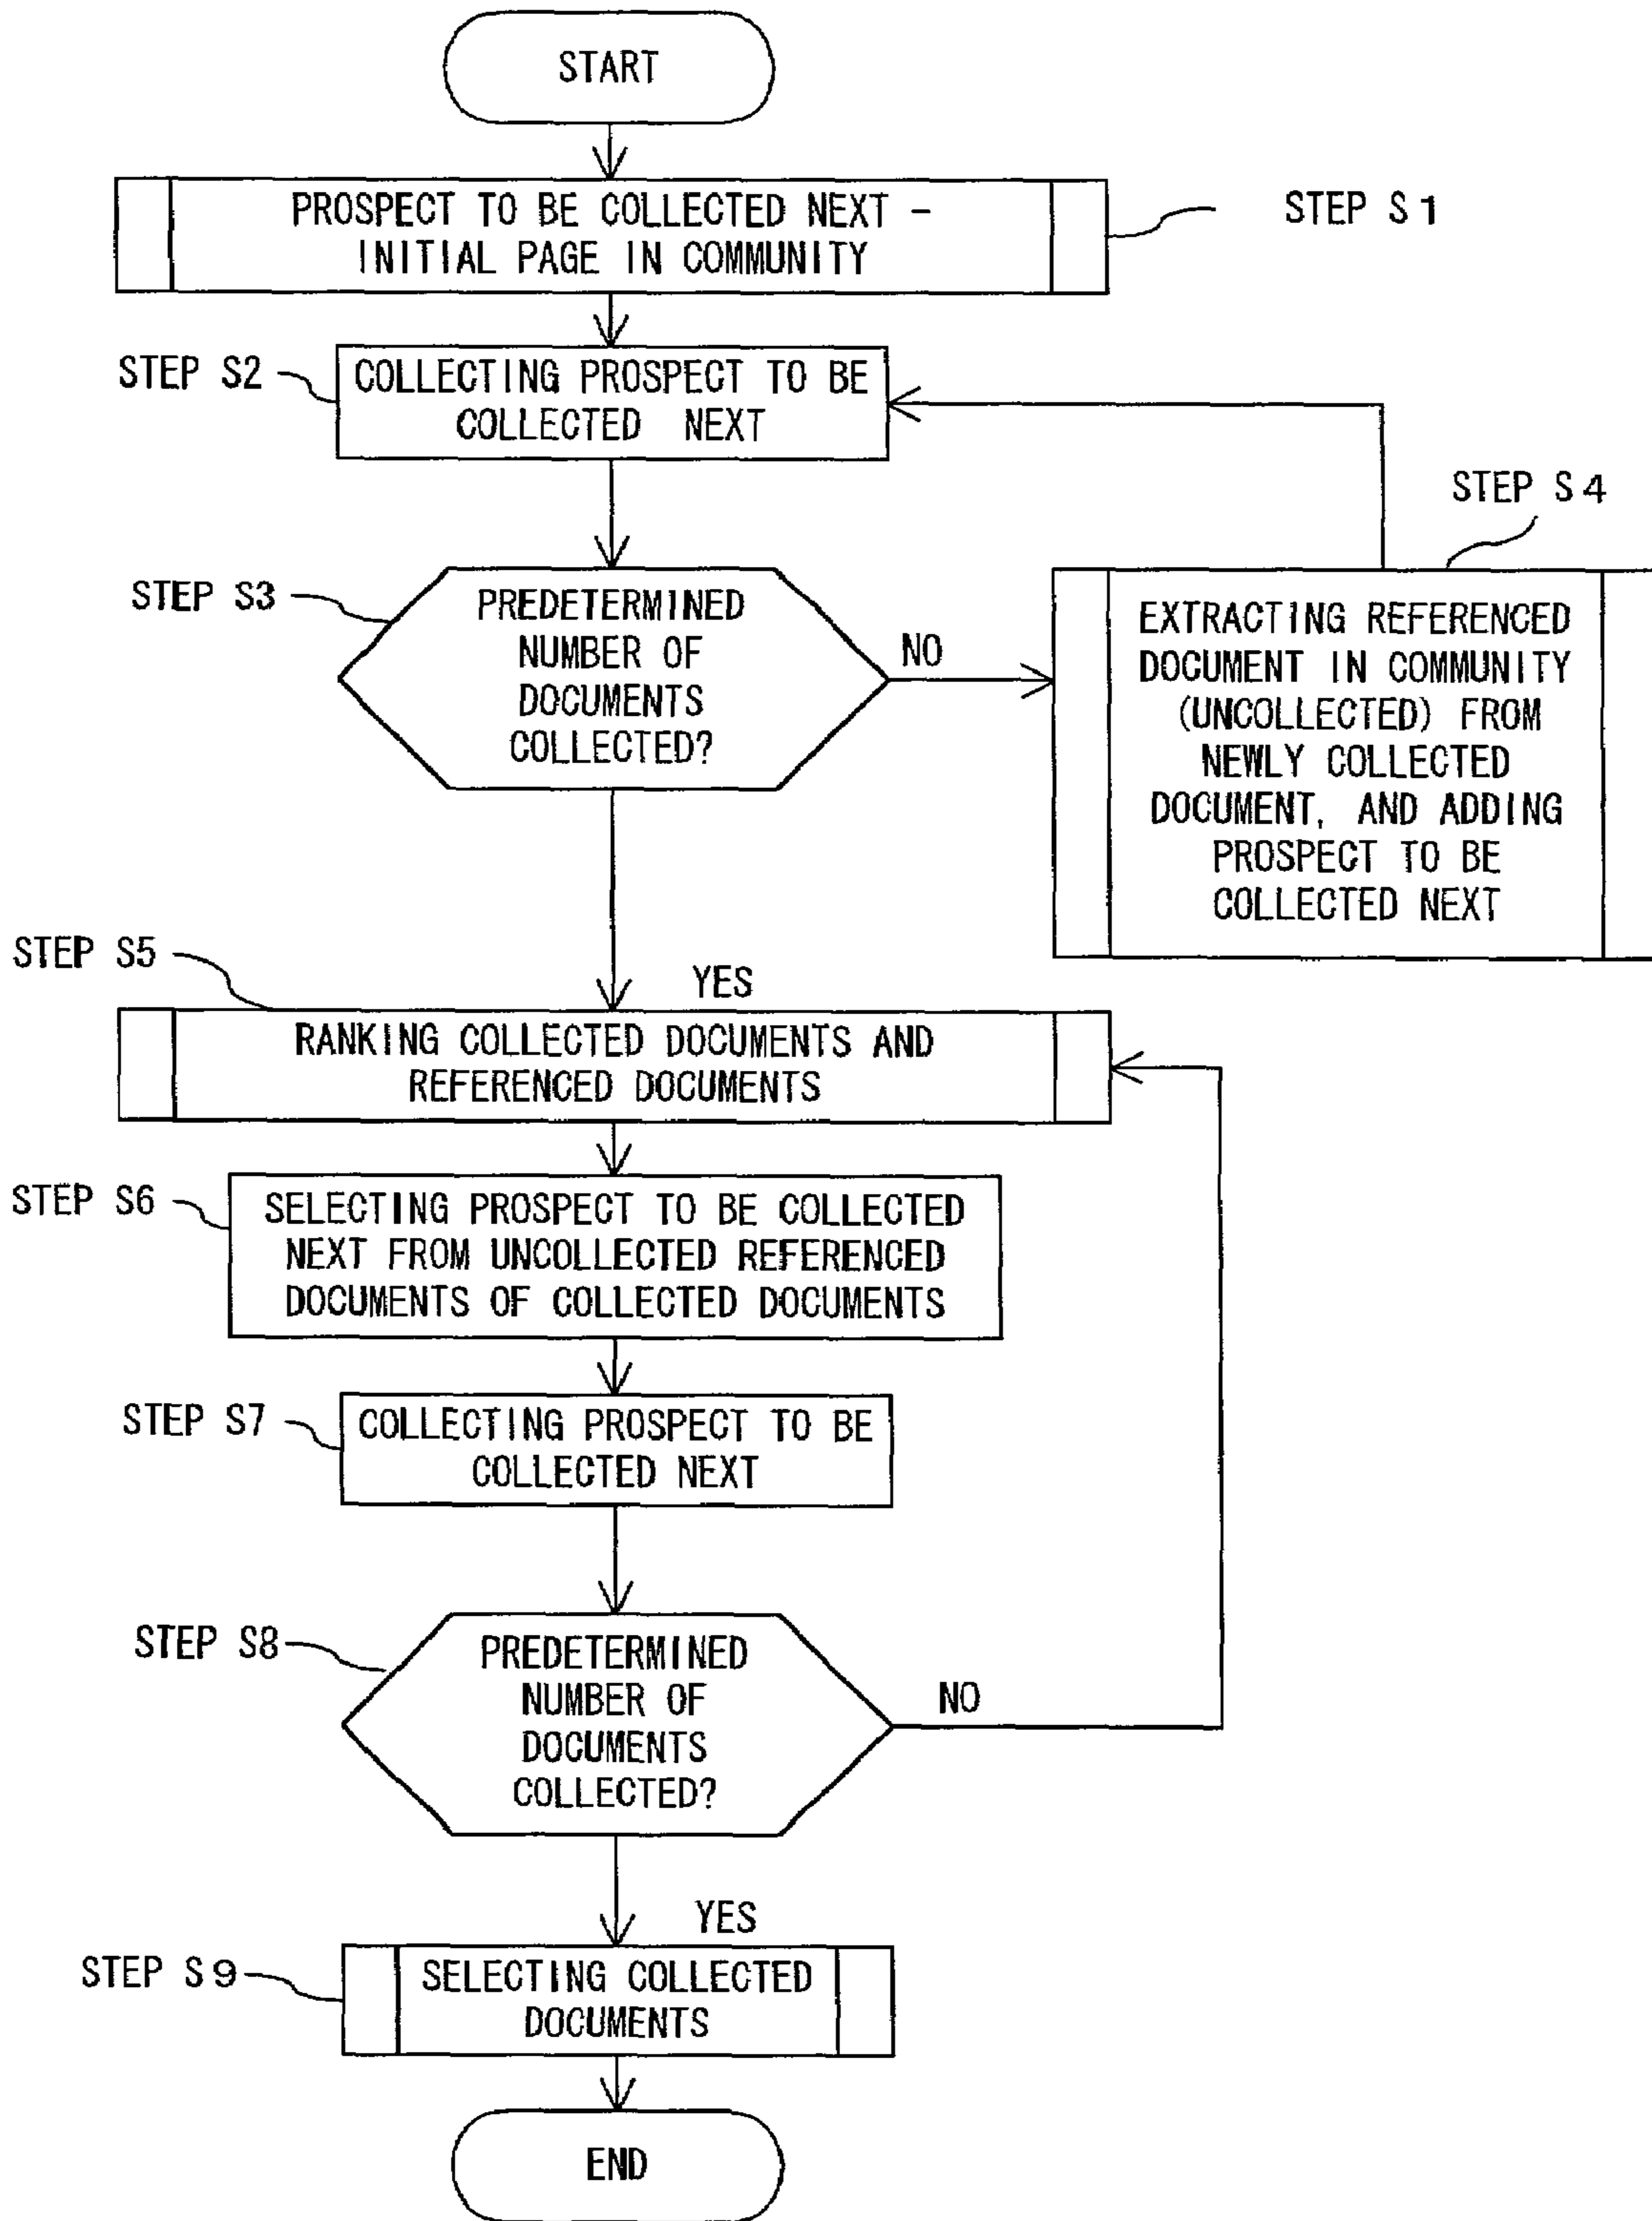 START
PROSPECT TO BE COLLECTED NEXT -
INITIAL PAGE IN COMMUNITY
STEP S1
STEP S2
COLLECTING PROSPECT TO BE
COLLECTED NEXT
STEP S4
STEP S3
PREDETERMINED
NUMBER OF
DOCUMENTS
COLLECTED?
NO
EXTRACTING REFERENCED
DOCUMENT IN COMMUNITY
(UNCOLLECTED) FROM
NEWLY COLLECTED
DOCUMENT, AND ADDING
PROSPECT TO BE
COLLECTED NEXT
STEP S5
YES
RANKING COLLECTED DOCUMENTS AND
REFERENCED DOCUMENTS
STEP S6
SELECTING PROSPECT TO BE COLLECTED
NEXT FROM UNCOLLECTED REFERENCED
DOCUMENTS OF COLLECTED DOCUMENTS
STEP S7
COLLECTING PROSPECT TO BE
COLLECTED NEXT
STEP S8
PREDETERMINED
NUMBER OF
DOCUMENTS
COLLECTED?
NO
YES
STEP S9
SELECTING COLLECTED
DOCUMENTS
END